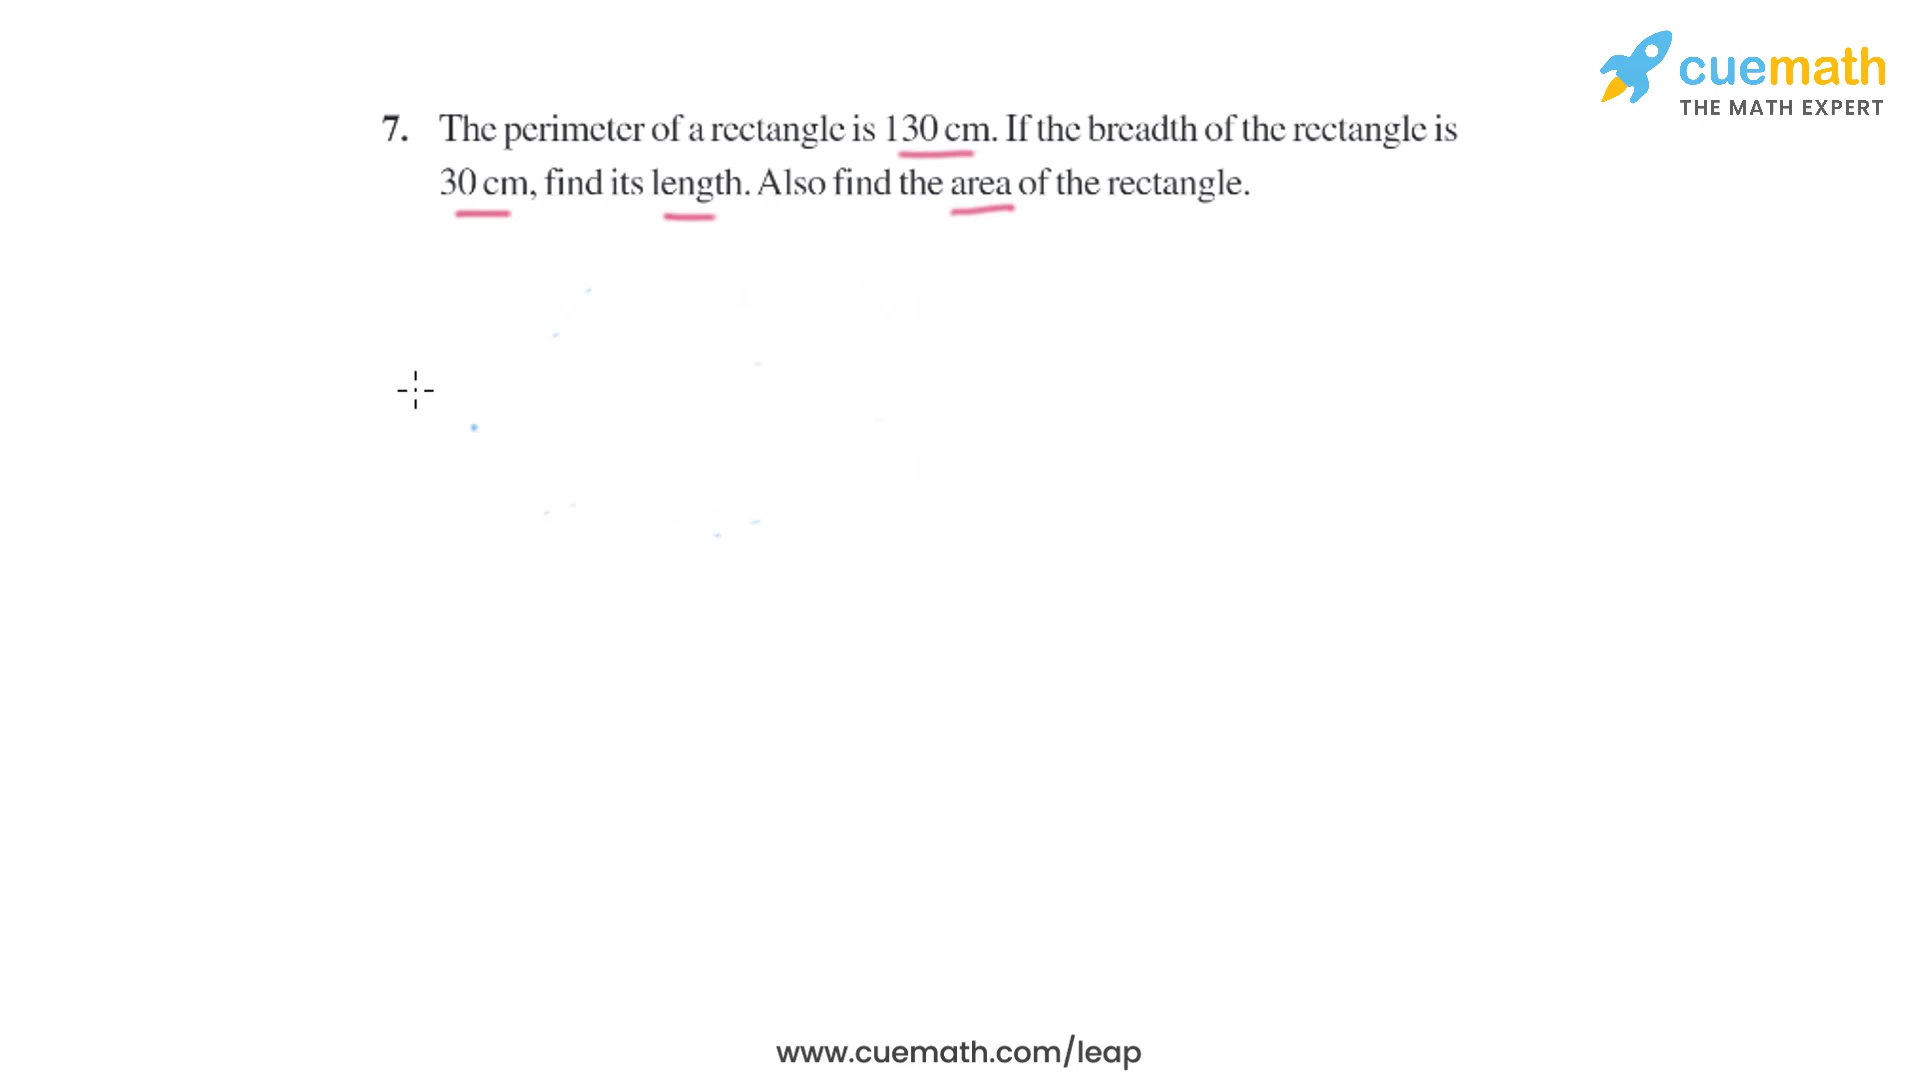 cuemath
THE MATH EXPERT
7. The perimeter of a rectangle is 130 cm. If the breadth of the rectangle is
30 cm, find its length. Also find the area of the rectangle.
www.cuemath.com/leap